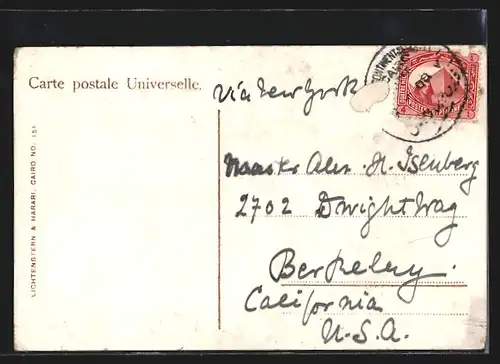 Carte postale Universelle.
Via New York
Master Alex. H. Isenberg
2702 Dwight Way
Berkeley.
California
U.S.A.
LICHTENSTERN & HARARI, CAIRO NO. 151